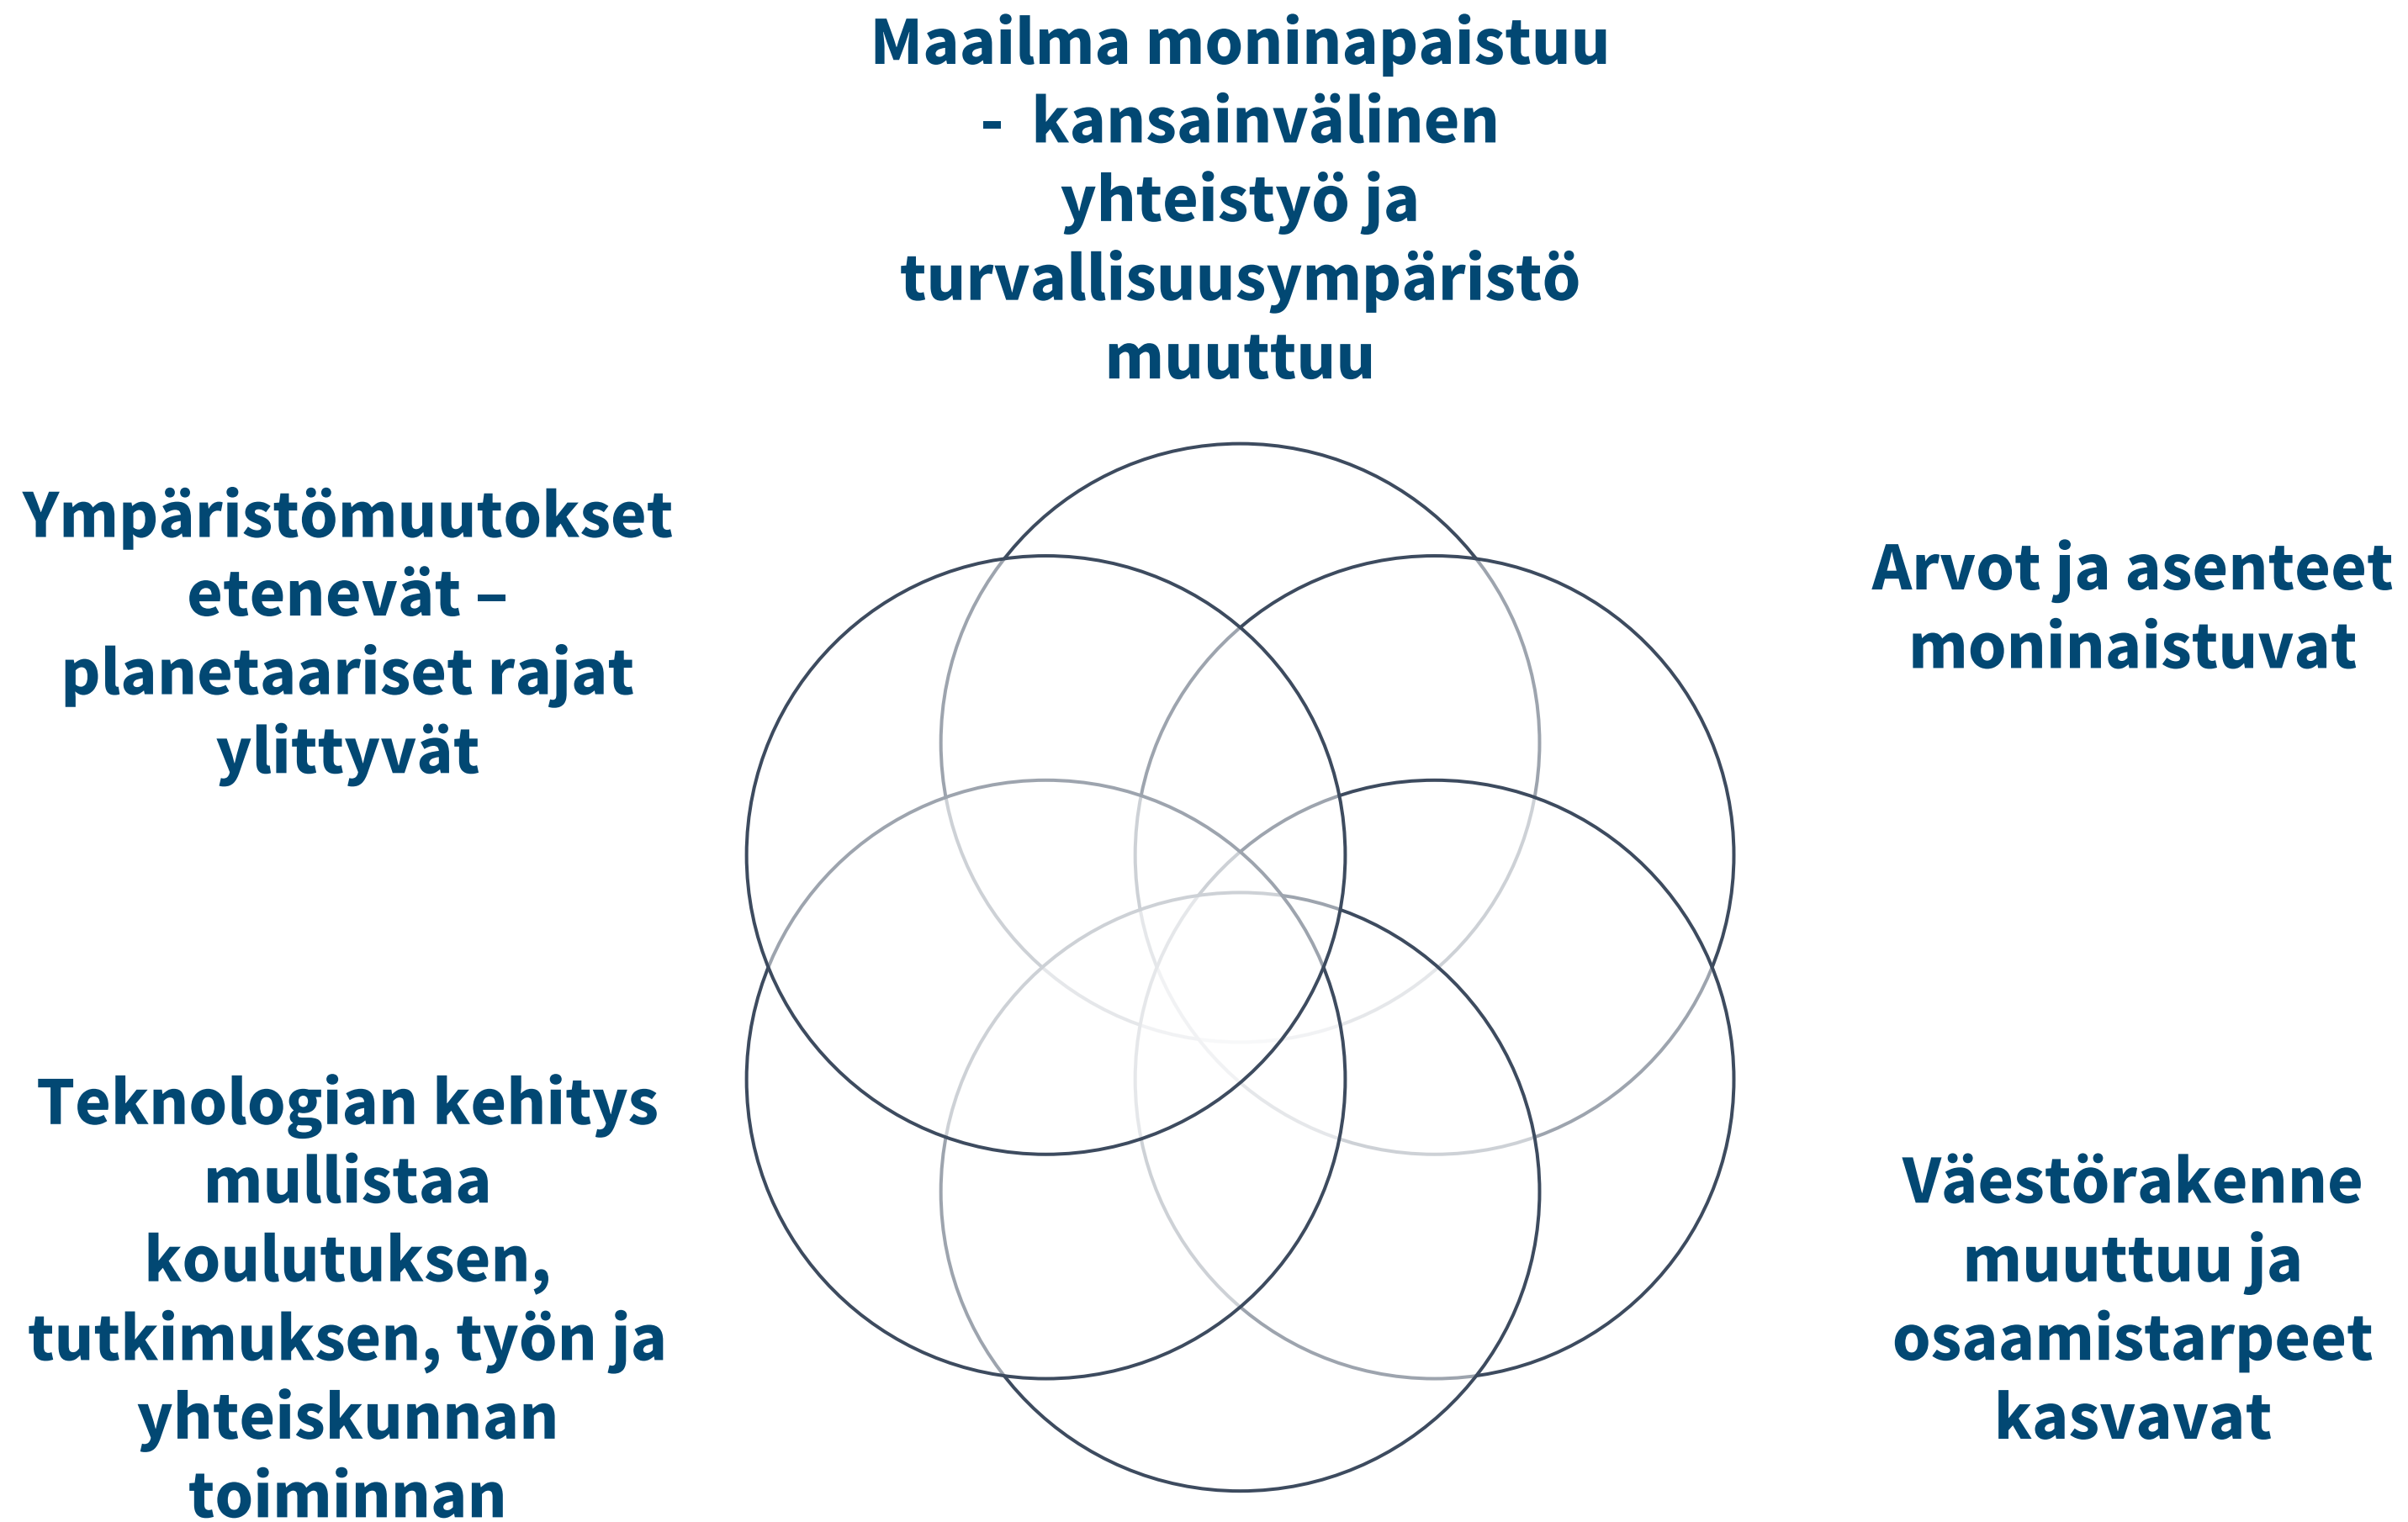 Maailma moninapaistuu
- kansainvälinen
yhteistyö ja
turvallisuusympäristö
muuttuu
Ympäristömuutokset
etenevät –
planetaariset rajat
ylittyvät
Arvot ja asenteet
moninaistuvat
Teknologian kehitys
mullistaa
koulutuksen,
tutkimuksen, työn ja
yhteiskunnan
toiminnan
Väestörakenne
muuttuu ja
osaamistarpeet
kasvavat